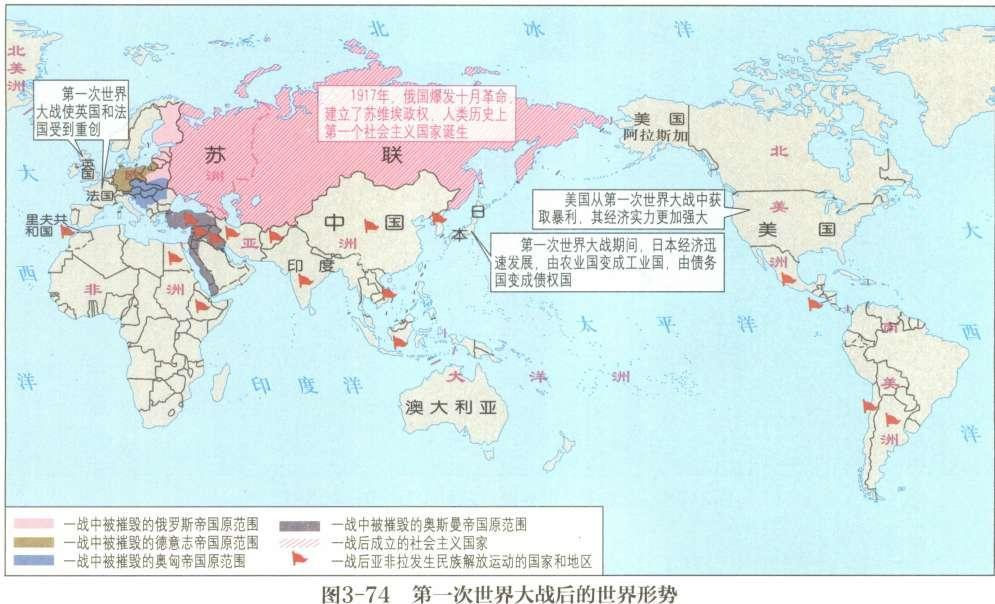 北冰洋
北美洲
第一次世界
大战使英国和法
国受到重创
1917年，俄国爆发十月革命，
建立了苏维埃政权，人类历史上
第一个社会主义国家诞生
美国
阿拉斯加
北美洲
苏联
欧洲
英国
法国
大西洋
里夫共
和国
美国从第一次世界大战中获
取暴利，其经济实力更加强大
美国
中国
日本
亚洲
印度
第一次世界大战期间，日本经济迅
速发展，由农业国变成工业国，由债务
国变成债权国
非洲
太平洋
大西洋
南美洲
印度洋
大洋洲
澳大利亚
一战中被摧毁的俄罗斯帝国原范围
一战中被摧毁的德意志帝国原范围
一战中被摧毁的奥匈帝国原范围
一战中被摧毁的奥斯曼帝国原范围
一战后成立的社会主义国家
一战后亚非拉发生民族解放运动的国家和地区
图3-74 第一次世界大战后的世界形势